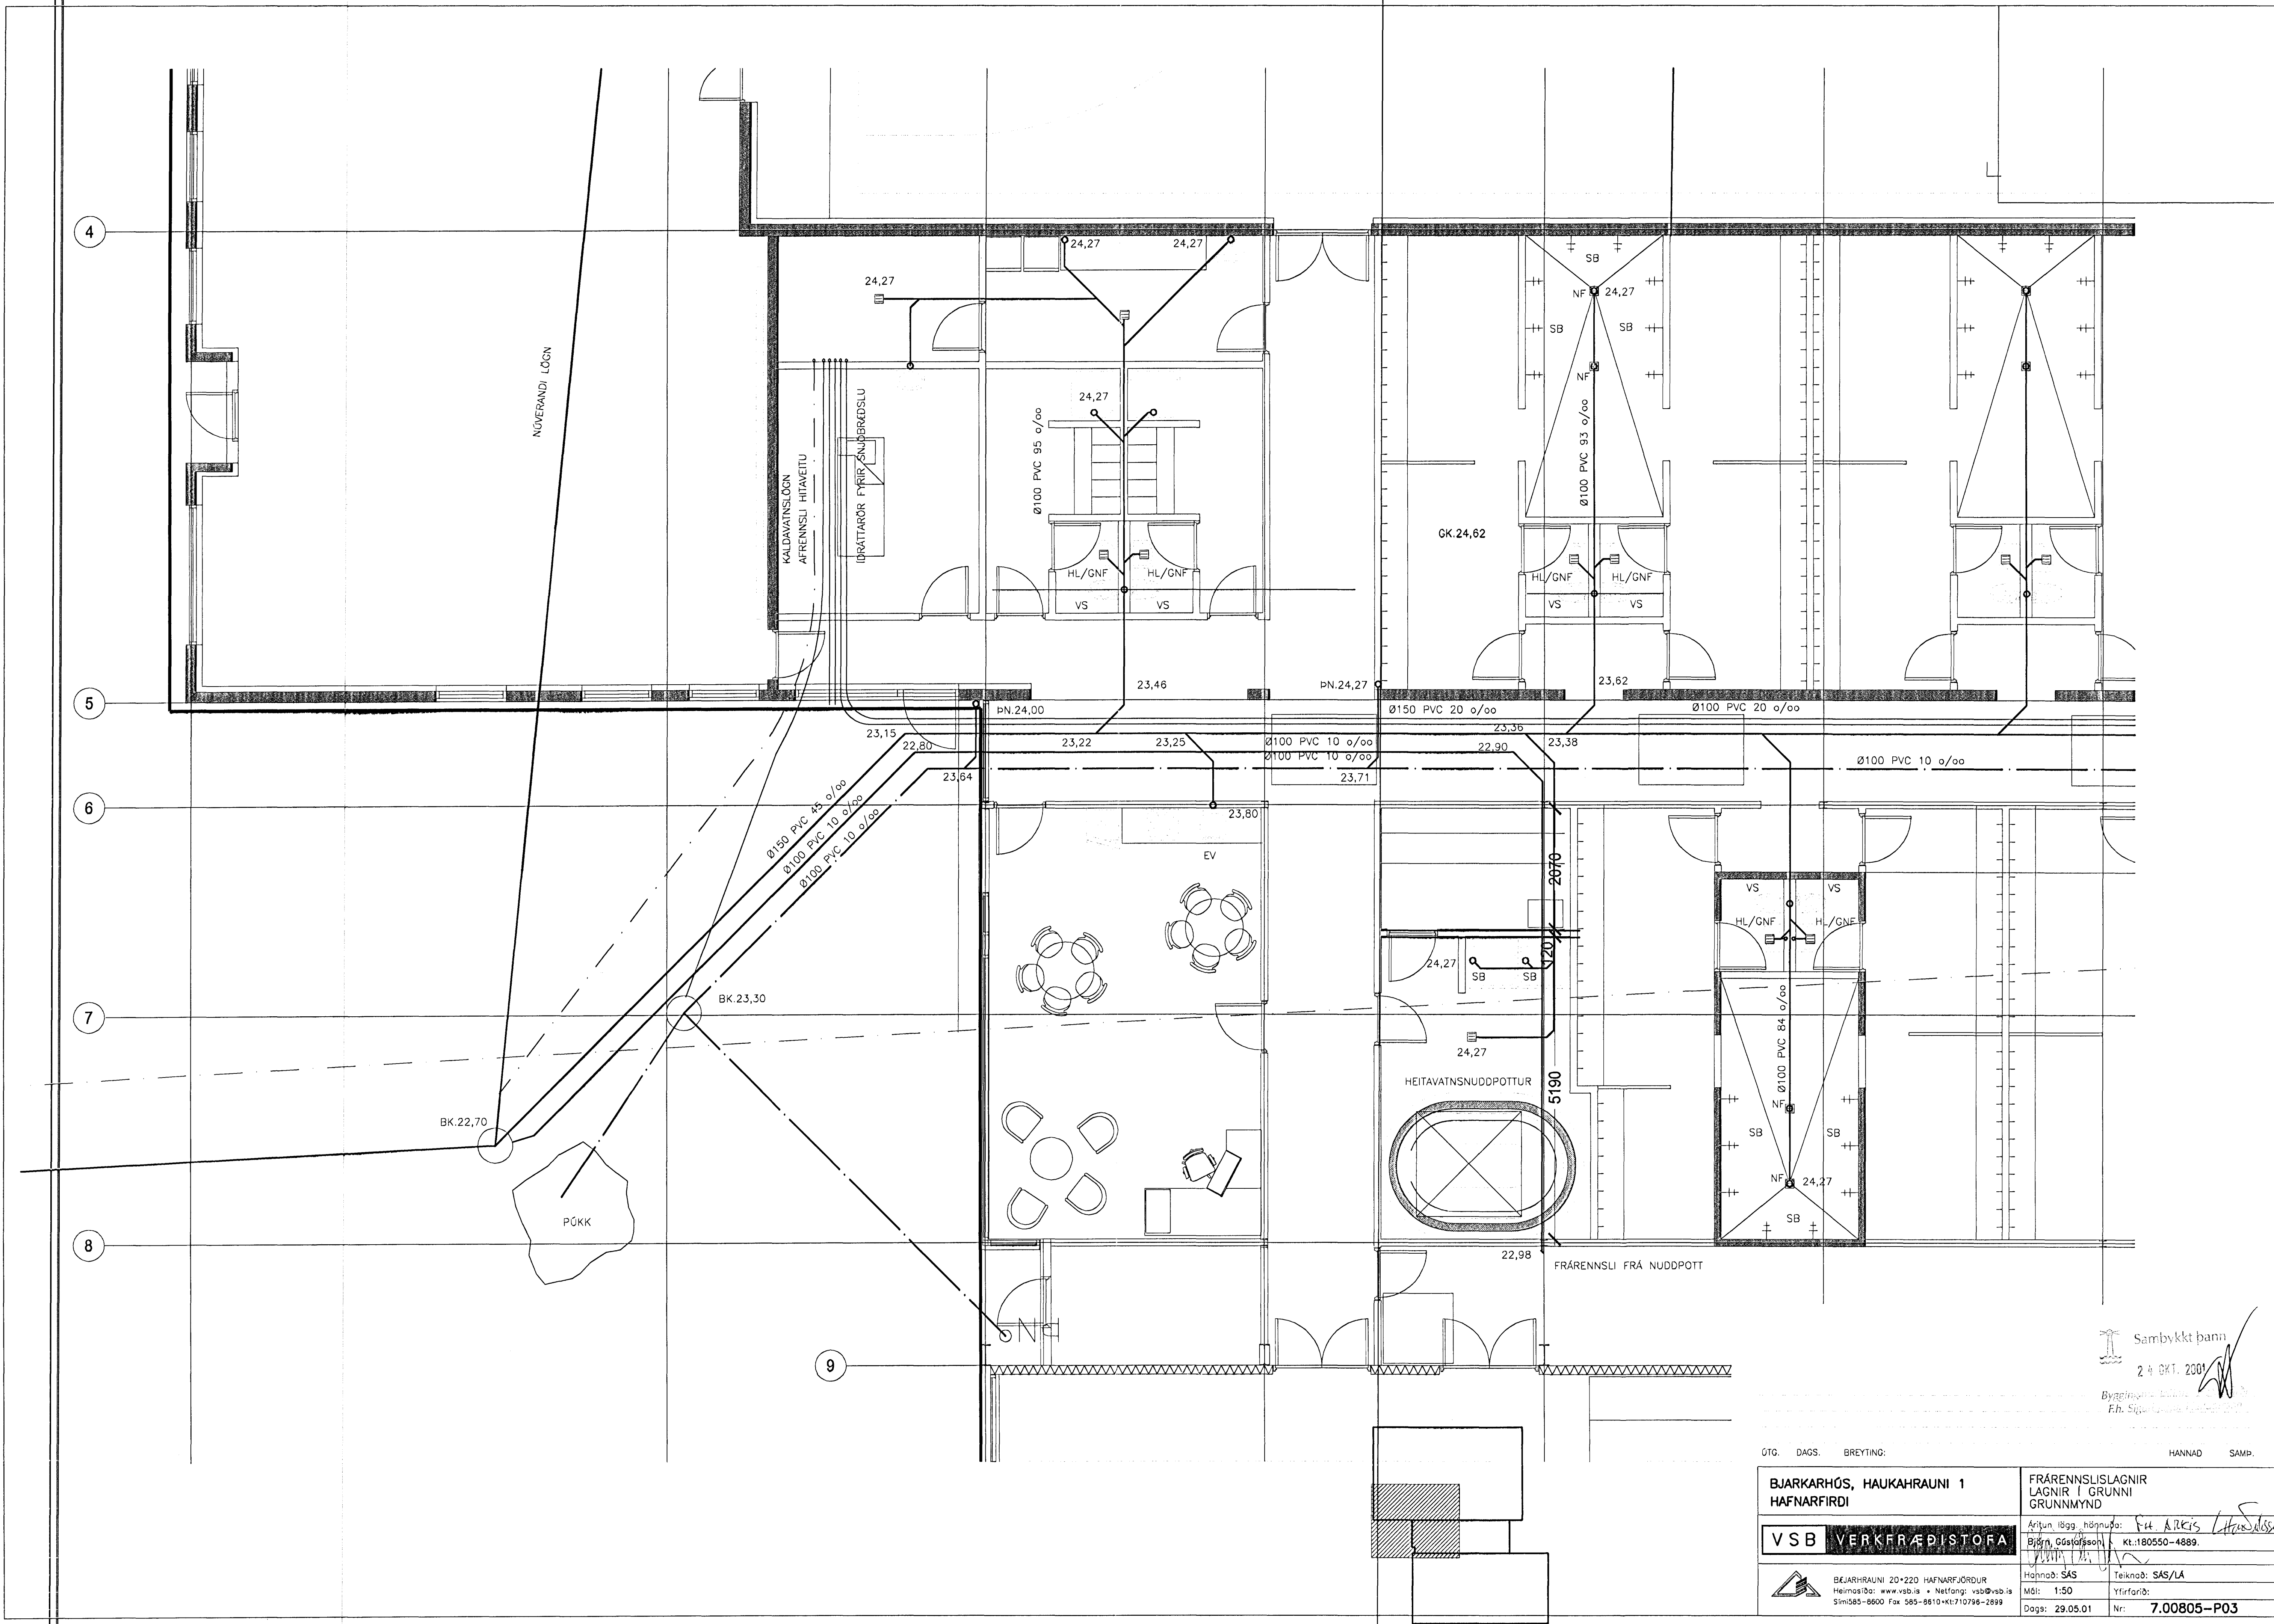 4
24,27
24,27
24,27
NÚVERANDI LÖGN
KALDAVATNSLÖGN
AFRENNSLI HITAVEITU
IDRÁTTARÖR FYRIR SNJÓBRÆDSLU
Ø100 PVC 95 o/oo
24,27
HL/GNF
HL/GNF
VS
VS
SB
NF
24,27
SB
SB
NF
Ø100 PVC 93 o/oo
GK.24,62
HL/GNF
HL/GNF
VS
VS
5
23,46
ÞN.24,27
23,62
ÞN.24,00
Ø150 PVC 20 o/oo
Ø100 PVC 20 o/oo
23,15
22,80
23,22
23,25
Ø100 PVC 10 o/oo
Ø100 PVC 10 o/oo
23,36
22,90
23,38
23,64
23,71
Ø100 PVC 10 o/oo
6
Ø150 PVC 45 o/oo
Ø100 PVC 10 o/oo
Ø100 PVC 10 o/oo
23,80
EV
2070
120
24,27
SB
SB
VS
VS
HL/GNF
HL/GNF
7
BK.23,30
24,27
HEITAVATNSNUDDPOTTUR
5190
Ø100 PVC 84 o/oo
NF
SB
SB
NF
24,27
SB
BK.22,70
PÚKK
8
22,98
FRÁRENNSLI FRÁ NUDDPOTT
9
Samþykkt þann
2 4 OKT. 2001
F.h.
ÚTG. DAGS. BREYTING: HANNAD SAMÞ.
BJARKARHÚS, HAUKAHRAUNI 1
HAFNARFIRDI
FRÁRENNSLISLAGNIR
LAGNIR Í GRUNNI
GRUNNMYND
VSB VERKFRÆÐISTOFA
Áritun lögg. hönnuða: F.H. ARKÍS
Björn Gústafsson Kt.:180550-4889.
Hannað: SÁS Teiknað: SÁS/LÁ
Mál: 1:50 Yfirfarið:
Dags: 29.05.01 Nr: 7.00805-P03
BÆJARHRAUNI 20•220 HAFNARFJÖRDUR
Heimasíða: www.vsb.is • Netfang: vsb@vsb.is
Sími585-8600 Fax 585-8610•Kt:710796-2899